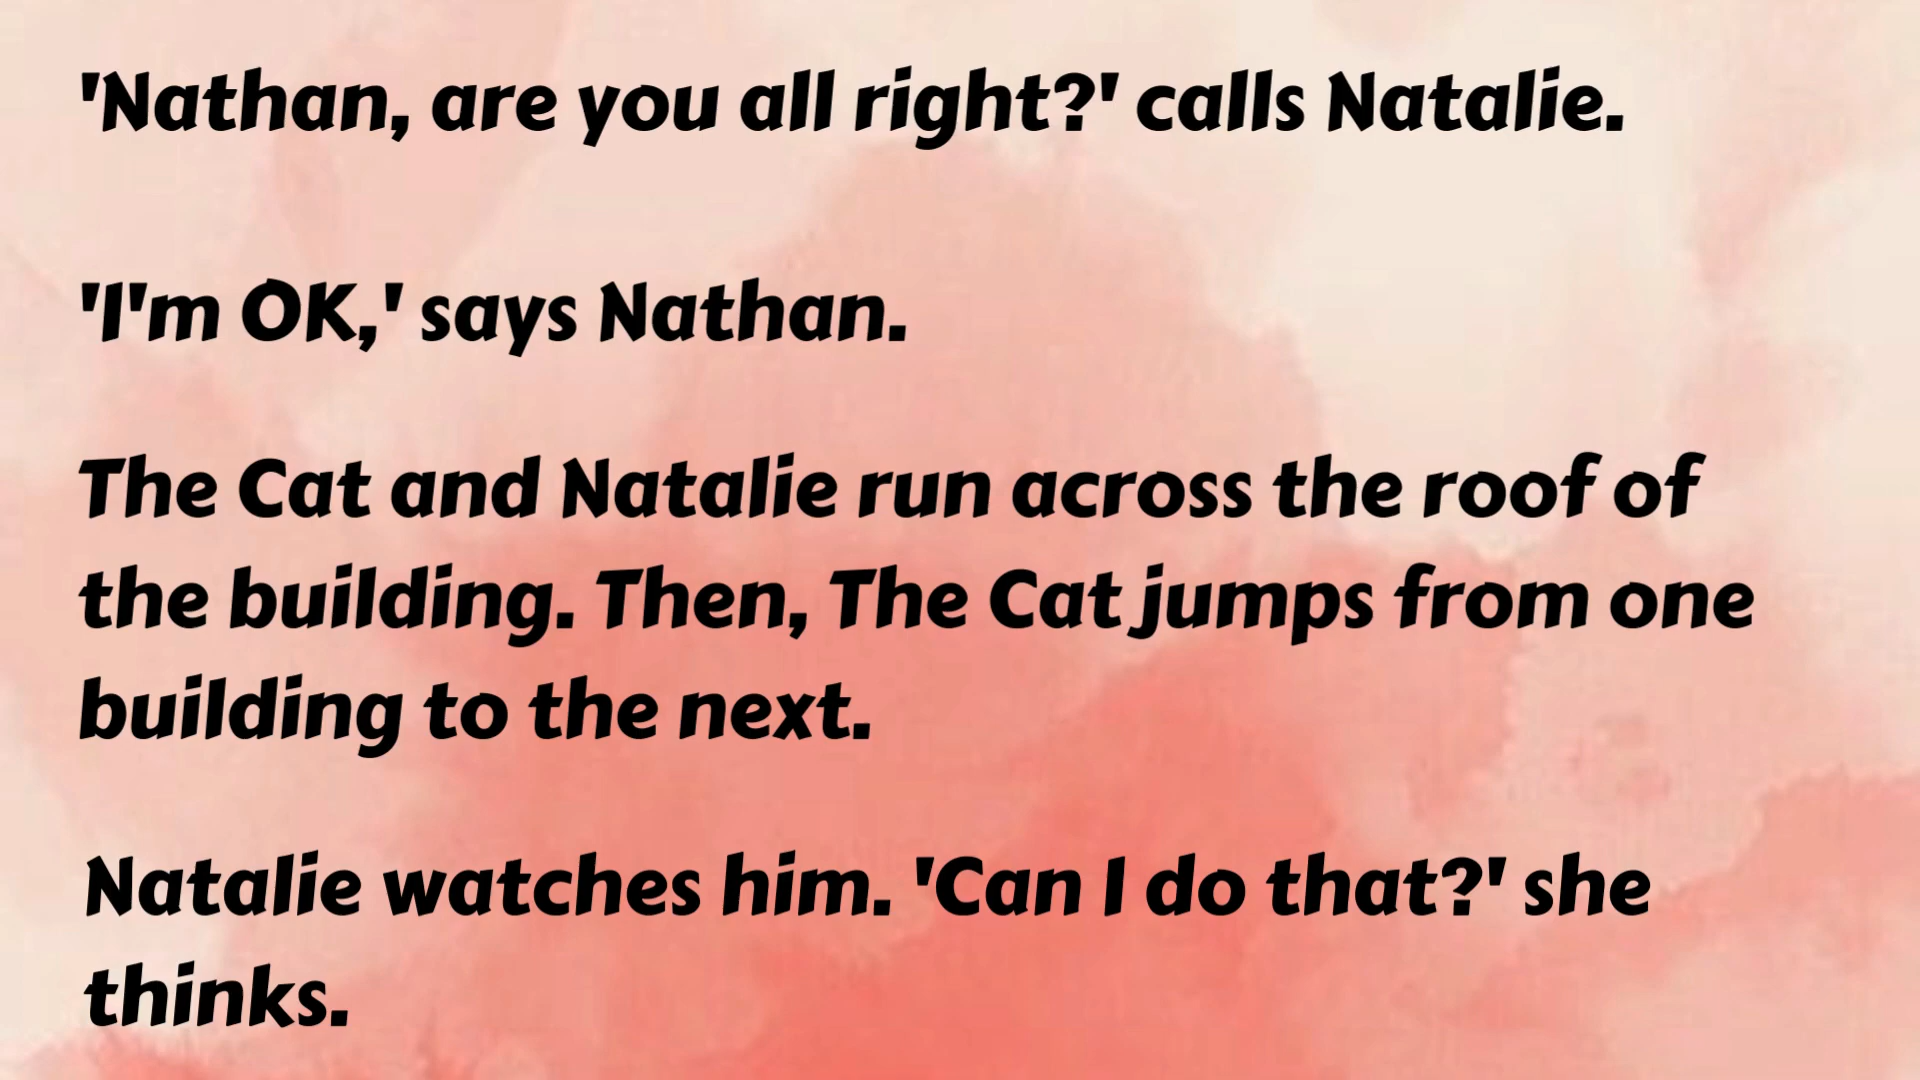 'Nathan, are you all right?' calls Natalie.
'I'm OK,' says Nathan.
The Cat and Natalie run across the roof of
the building. Then, The Cat jumps from one
building to the next.
Natalie watches him. 'Can I do that?' she
thinks.